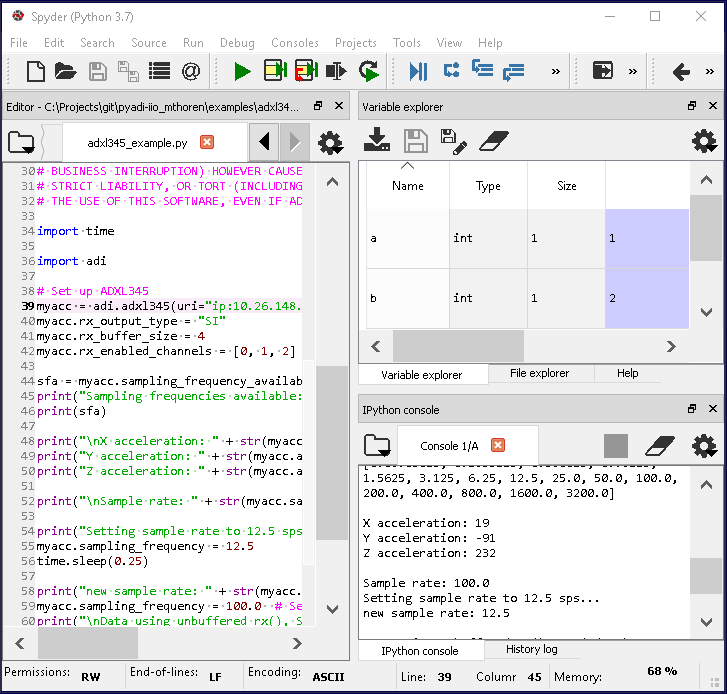 Spyder (Python 3.7)
File Edit Search Source Run Debug Consoles Projects Tools View Help
Editor - C:\Projects\git\pyadi-iio_mthoren\examples\adxl34...
adxl345_example.py
30 # BUSINESS INTERRUPTION) HOWEVER CAUSE
31 # STRICT LIABILITY, OR TORT (INCLUDING
32 # THE USE OF THIS SOFTWARE, EVEN IF AD
33
34 import time
35
36 import adi
37
38 # Set up ADXL345
39 myacc = adi.adxl345(uri="ip:10.26.148.
40 myacc.rx_output_type = "SI"
41 myacc.rx_buffer_size = 4
42 myacc.rx_enabled_channels = [0, 1, 2]
43
44 sfa = myacc.sampling_frequency_availab
45 print("Sampling frequencies available:
46 print(sfa)
47
48 print("\nX acceleration: " + str(myacc
49 print("Y acceleration: " + str(myacc.a
50 print("Z acceleration: " + str(myacc.a
51
52 print("\nSample rate: " + str(myacc.sa
53
54 print("Setting sample rate to 12.5 sps
55 myacc.sampling_frequency = 12.5
56 time.sleep(0.25)
57
58 print("new sample rate: " + str(myacc.
59 myacc.sampling_frequency = 100.0 # Se
60 print("\nData using unbuffered rx(), S
Variable explorer
Name Type Size
a int 1 1
b int 1 2
Variable explorer File explorer Help
IPython console
Console 1/A
1.5625, 3.125, 6.25, 12.5, 25.0, 50.0, 100.0,
200.0, 400.0, 800.0, 1600.0, 3200.0]
X acceleration: 19
Y acceleration: -91
Z acceleration: 232
Sample rate: 100.0
Setting sample rate to 12.5 sps...
new sample rate: 12.5
IPython console History log
Permissions: RW End-of-lines: LF Encoding: ASCII Line: 39 Column 45 Memory: 68 %